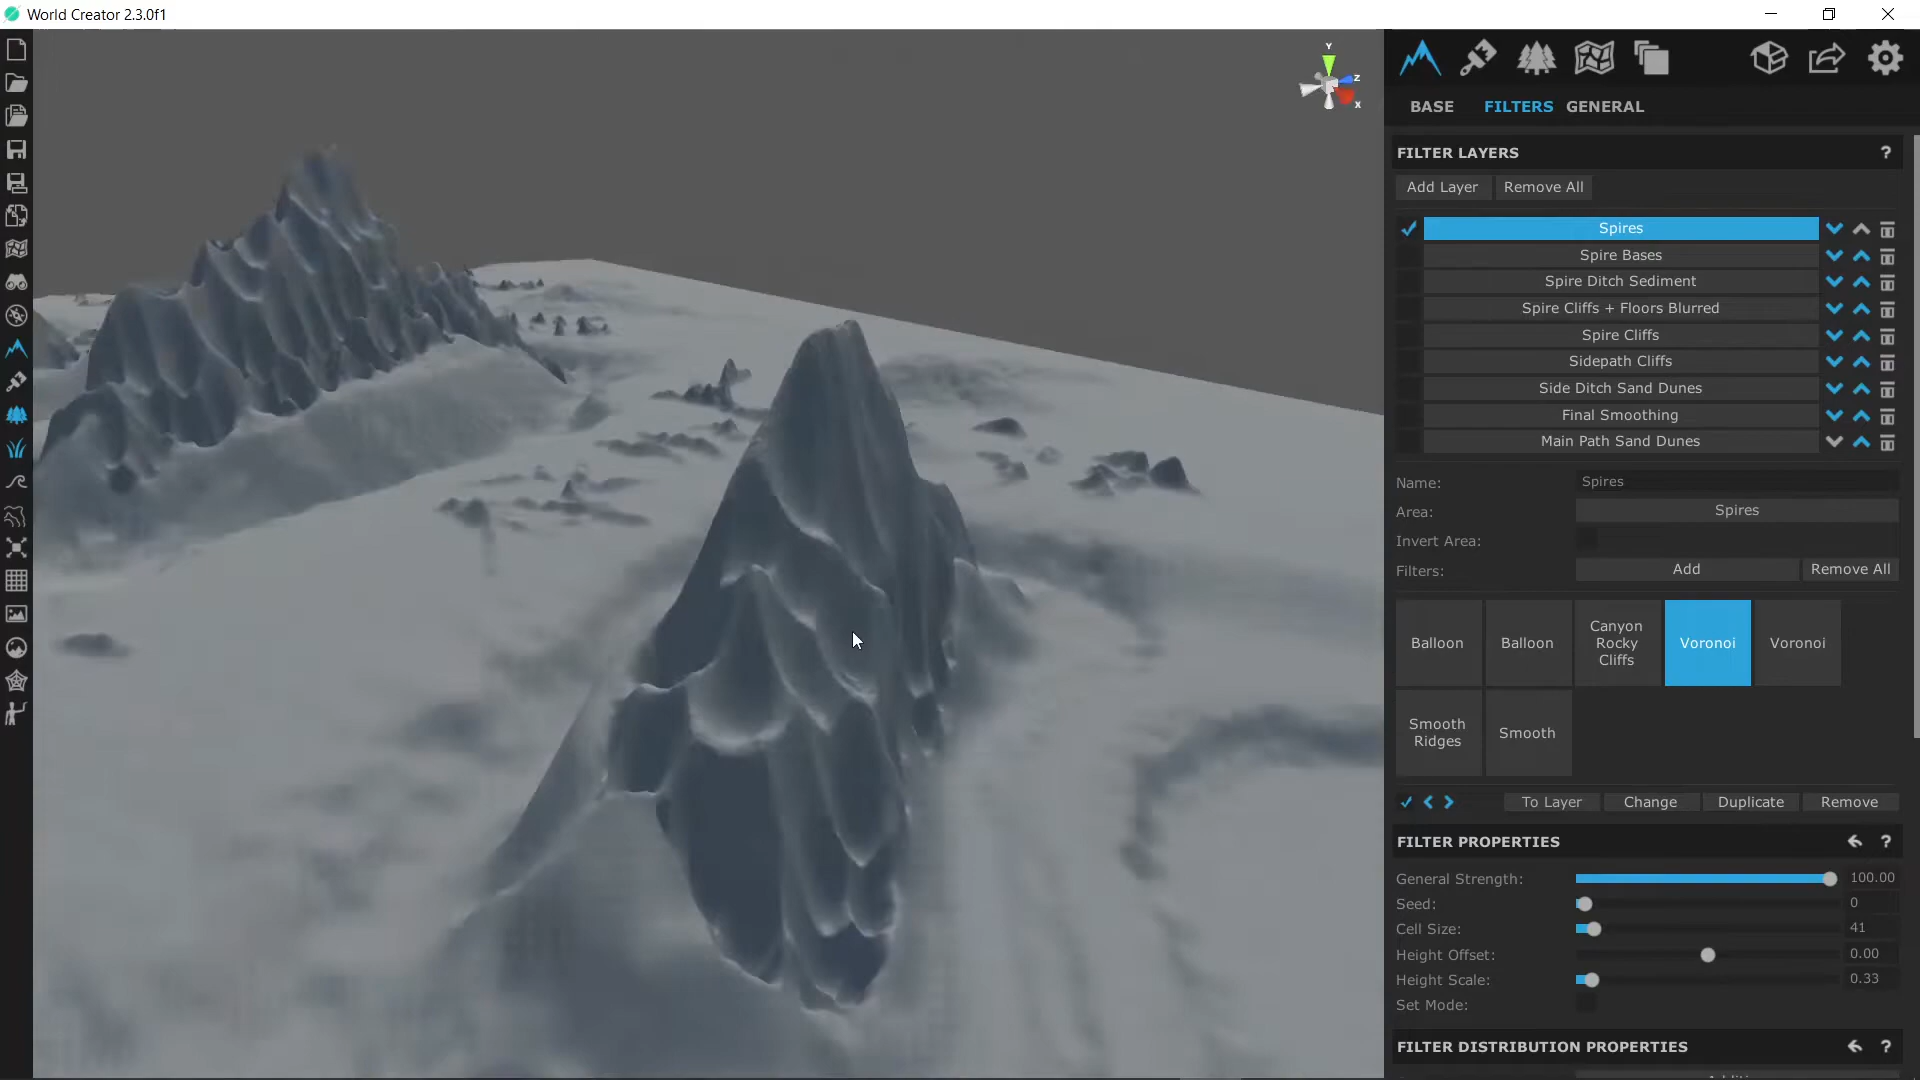 World Creator 2.3.0f1
Y
Z
X
BASE FILTERS GENERAL
FILTER LAYERS ?
Add Layer Remove All
Spires
Spire Bases
Spire Ditch Sediment
Spire Cliffs + Floors Blurred
Spire Cliffs
Sidepath Cliffs
Side Ditch Sand Dunes
Final Smoothing
Main Path Sand Dunes
Name: Spires
Area: Spires
Invert Area:
Filters: Add Remove All
Balloon
Balloon
Canyon
Rocky
Cliffs
Voronoi
Voronoi
Smooth
Ridges
Smooth
To Layer Change Duplicate Remove
FILTER PROPERTIES ?
General Strength: 100.00
Seed: 0
Cell Size: 41
Height Offset: 0.00
Height Scale: 0.33
Set Mode:
FILTER DISTRIBUTION PROPERTIES ?